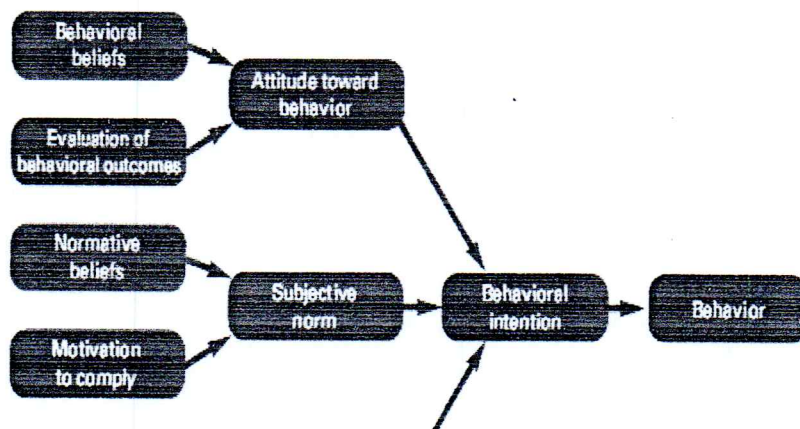 Behavioral
beliefs
Attitude toward
behavior
Evaluation of
behavioral outcomes
Normative
beliefs
Subjective
norm
Behavioral
intention
Behavior
Motivation
to comply